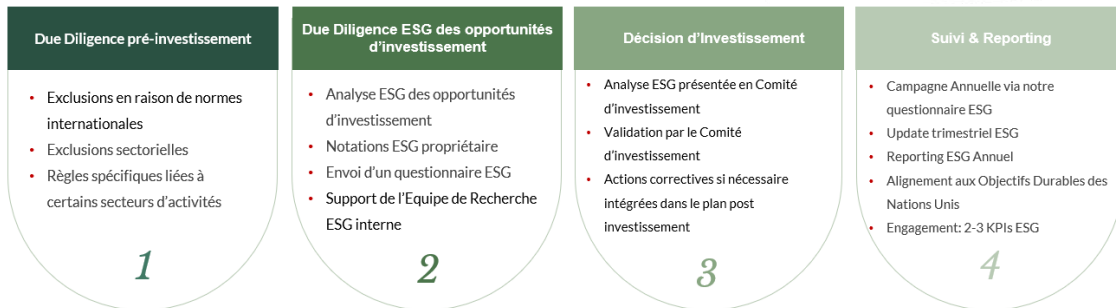 Due Diligence pré-investissement
• Exclusions en raison de normes
internationales
• Exclusions sectorielles
• Règles spécifiques liées à
certains secteurs d'activités
1
Due Diligence ESG des opportunités
d'investissement
• Analyse ESG des opportunités
d'investissement
• Notations ESG propriétaire
• Envoi d'un questionnaire ESG
• Support de l'Equipe de Recherche
ESG interne
2
Décision d'Investissement
• Analyse ESG présentée en Comité
d'investissement
• Validation par le Comité
d'investissement
• Actions correctives si nécessaire
intégrées dans le plan post
investissement
3
Suivi & Reporting
• Campagne Annuelle via notre
questionnaire ESG
• Update trimestriel ESG
• Reporting ESG Annuel
• Alignement aux Objectifs Durables des
Nations Unis
• Engagement: 2-3 KPIs ESG
4